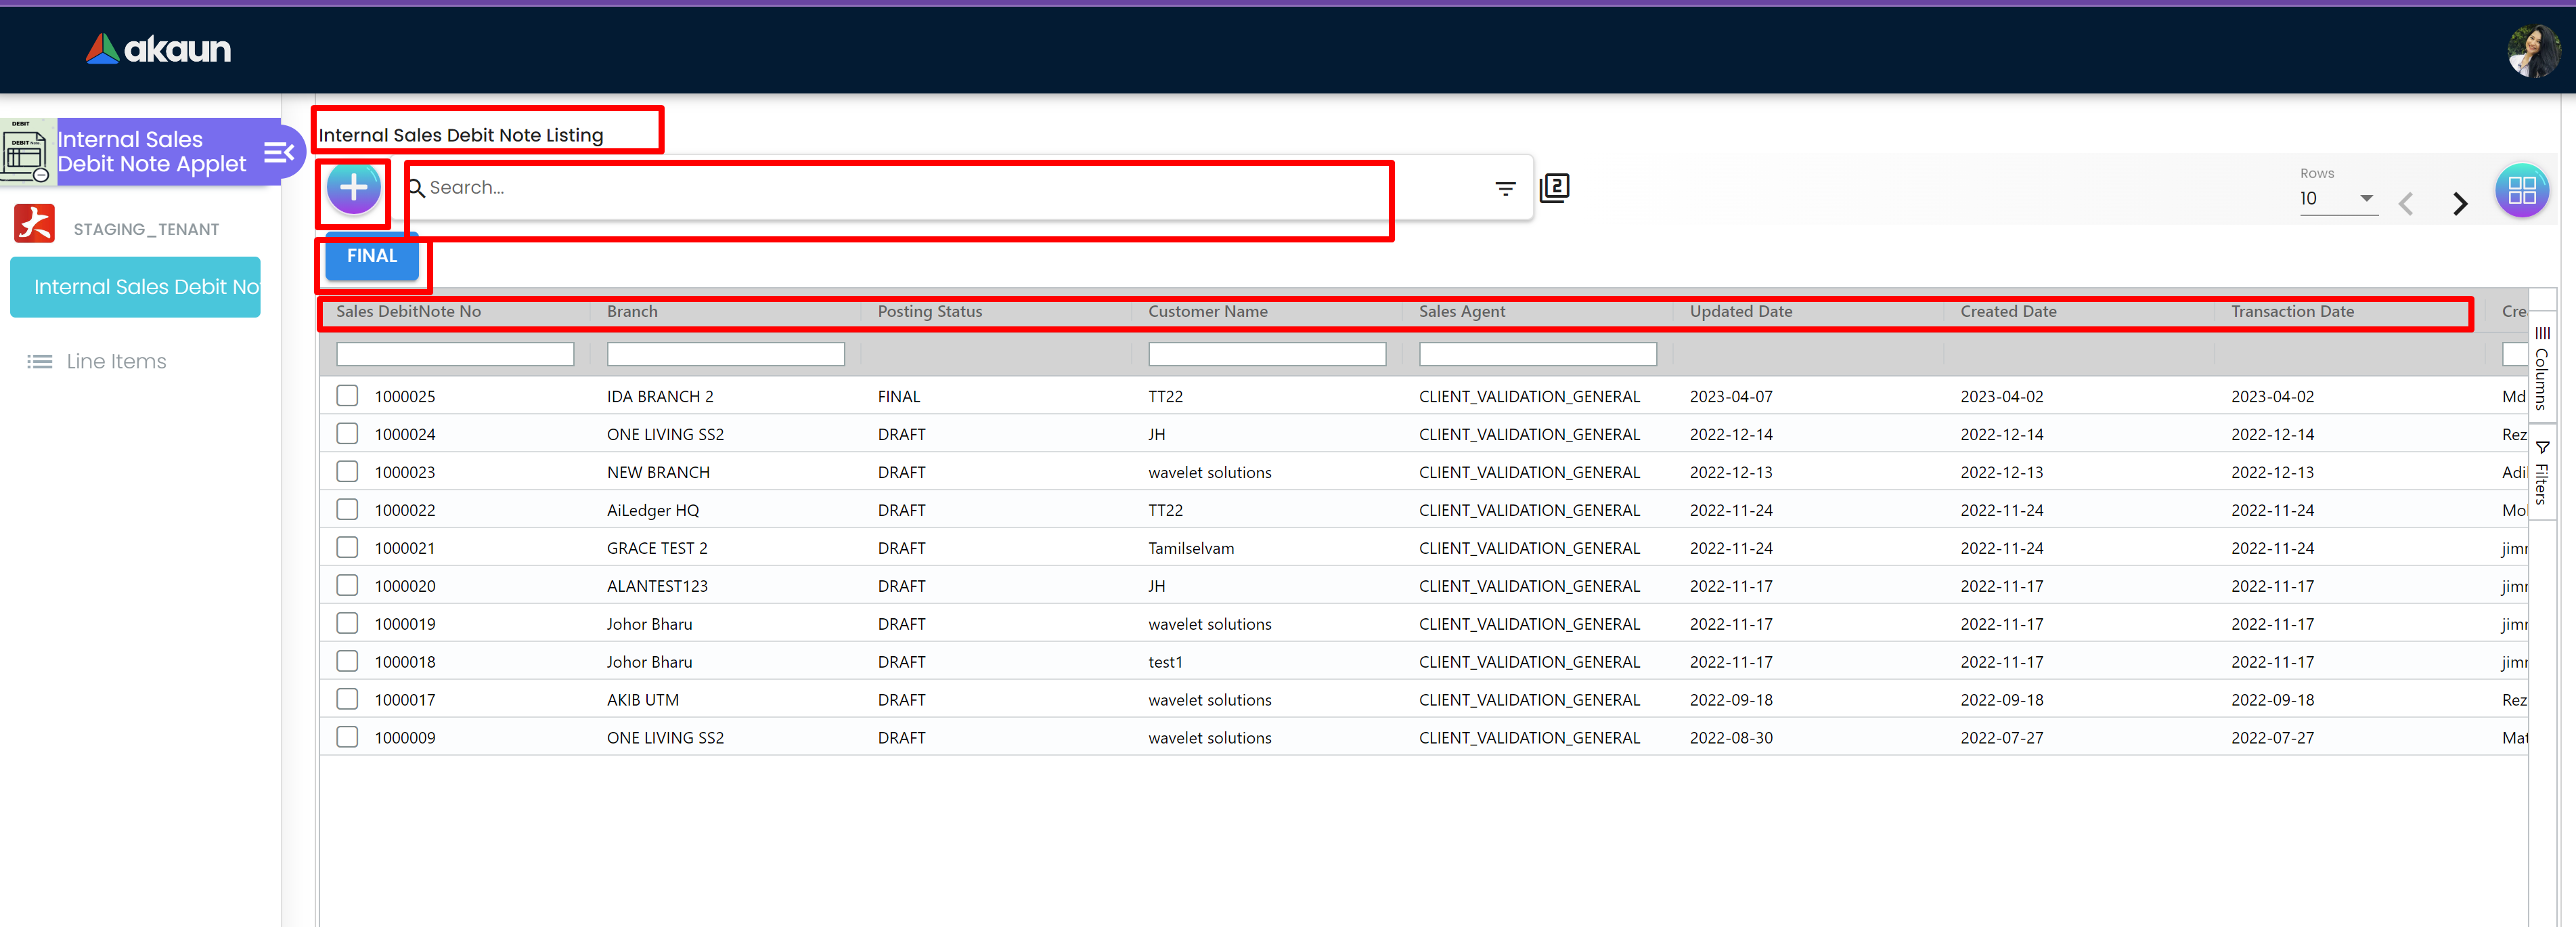 akaun
DEBIT
DEBIT Note
Internal Sales
Debit Note Applet
STAGING_TENANT
Internal Sales Debit No
Line Items
Internal Sales Debit Note Listing
Search...
2
Rows
10
FINAL
Sales DebitNote No Branch Posting Status Customer Name Sales Agent Updated Date Created Date Transaction Date Cre
1000025 IDA BRANCH 2 FINAL TT22 CLIENT_VALIDATION_GENERAL 2023-04-07 2023-04-02 2023-04-02 Md
1000024 ONE LIVING SS2 DRAFT JH CLIENT_VALIDATION_GENERAL 2022-12-14 2022-12-14 2022-12-14 Rez
1000023 NEW BRANCH DRAFT wavelet solutions CLIENT_VALIDATION_GENERAL 2022-12-13 2022-12-13 2022-12-13 Adi
1000022 AiLedger HQ DRAFT TT22 CLIENT_VALIDATION_GENERAL 2022-11-24 2022-11-24 2022-11-24 Mo
1000021 GRACE TEST 2 DRAFT Tamilselvam CLIENT_VALIDATION_GENERAL 2022-11-24 2022-11-24 2022-11-24 jim
1000020 ALANTEST123 DRAFT JH CLIENT_VALIDATION_GENERAL 2022-11-17 2022-11-17 2022-11-17 jim
1000019 Johor Bharu DRAFT wavelet solutions CLIENT_VALIDATION_GENERAL 2022-11-17 2022-11-17 2022-11-17 jim
1000018 Johor Bharu DRAFT test1 CLIENT_VALIDATION_GENERAL 2022-11-17 2022-11-17 2022-11-17 jim
1000017 AKIB UTM DRAFT wavelet solutions CLIENT_VALIDATION_GENERAL 2022-09-18 2022-09-18 2022-09-18 Rez
1000009 ONE LIVING SS2 DRAFT wavelet solutions CLIENT_VALIDATION_GENERAL 2022-08-30 2022-07-27 2022-07-27 Mat
Columns
Filters